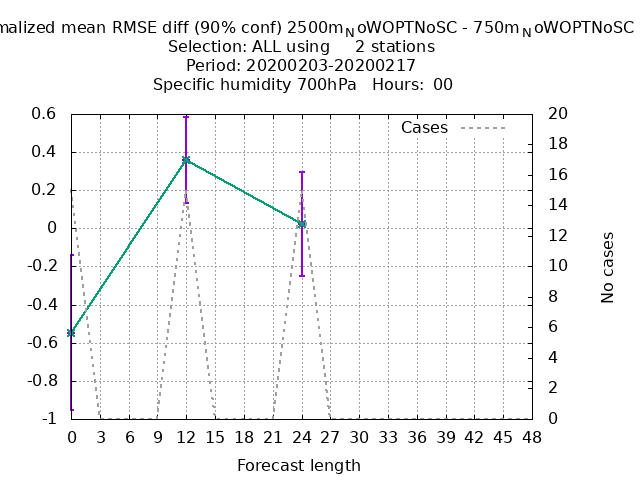 malized mean RMSE diff (90% conf) 2500mNoWOPTNoSC - 750mNoWOPTNoSC
Selection: ALL using 2 stations
Period: 20200203-20200217
Specific humidity 700hPa Hours: 00
Cases
0.6
0.4
0.2
0
-0.2
-0.4
-0.6
-0.8
-1
20
18
16
14
12
10
8
6
4
2
0
No cases
0 3 6 9 12 15 18 21 24 27 30 33 36 39 42 45 48
Forecast length